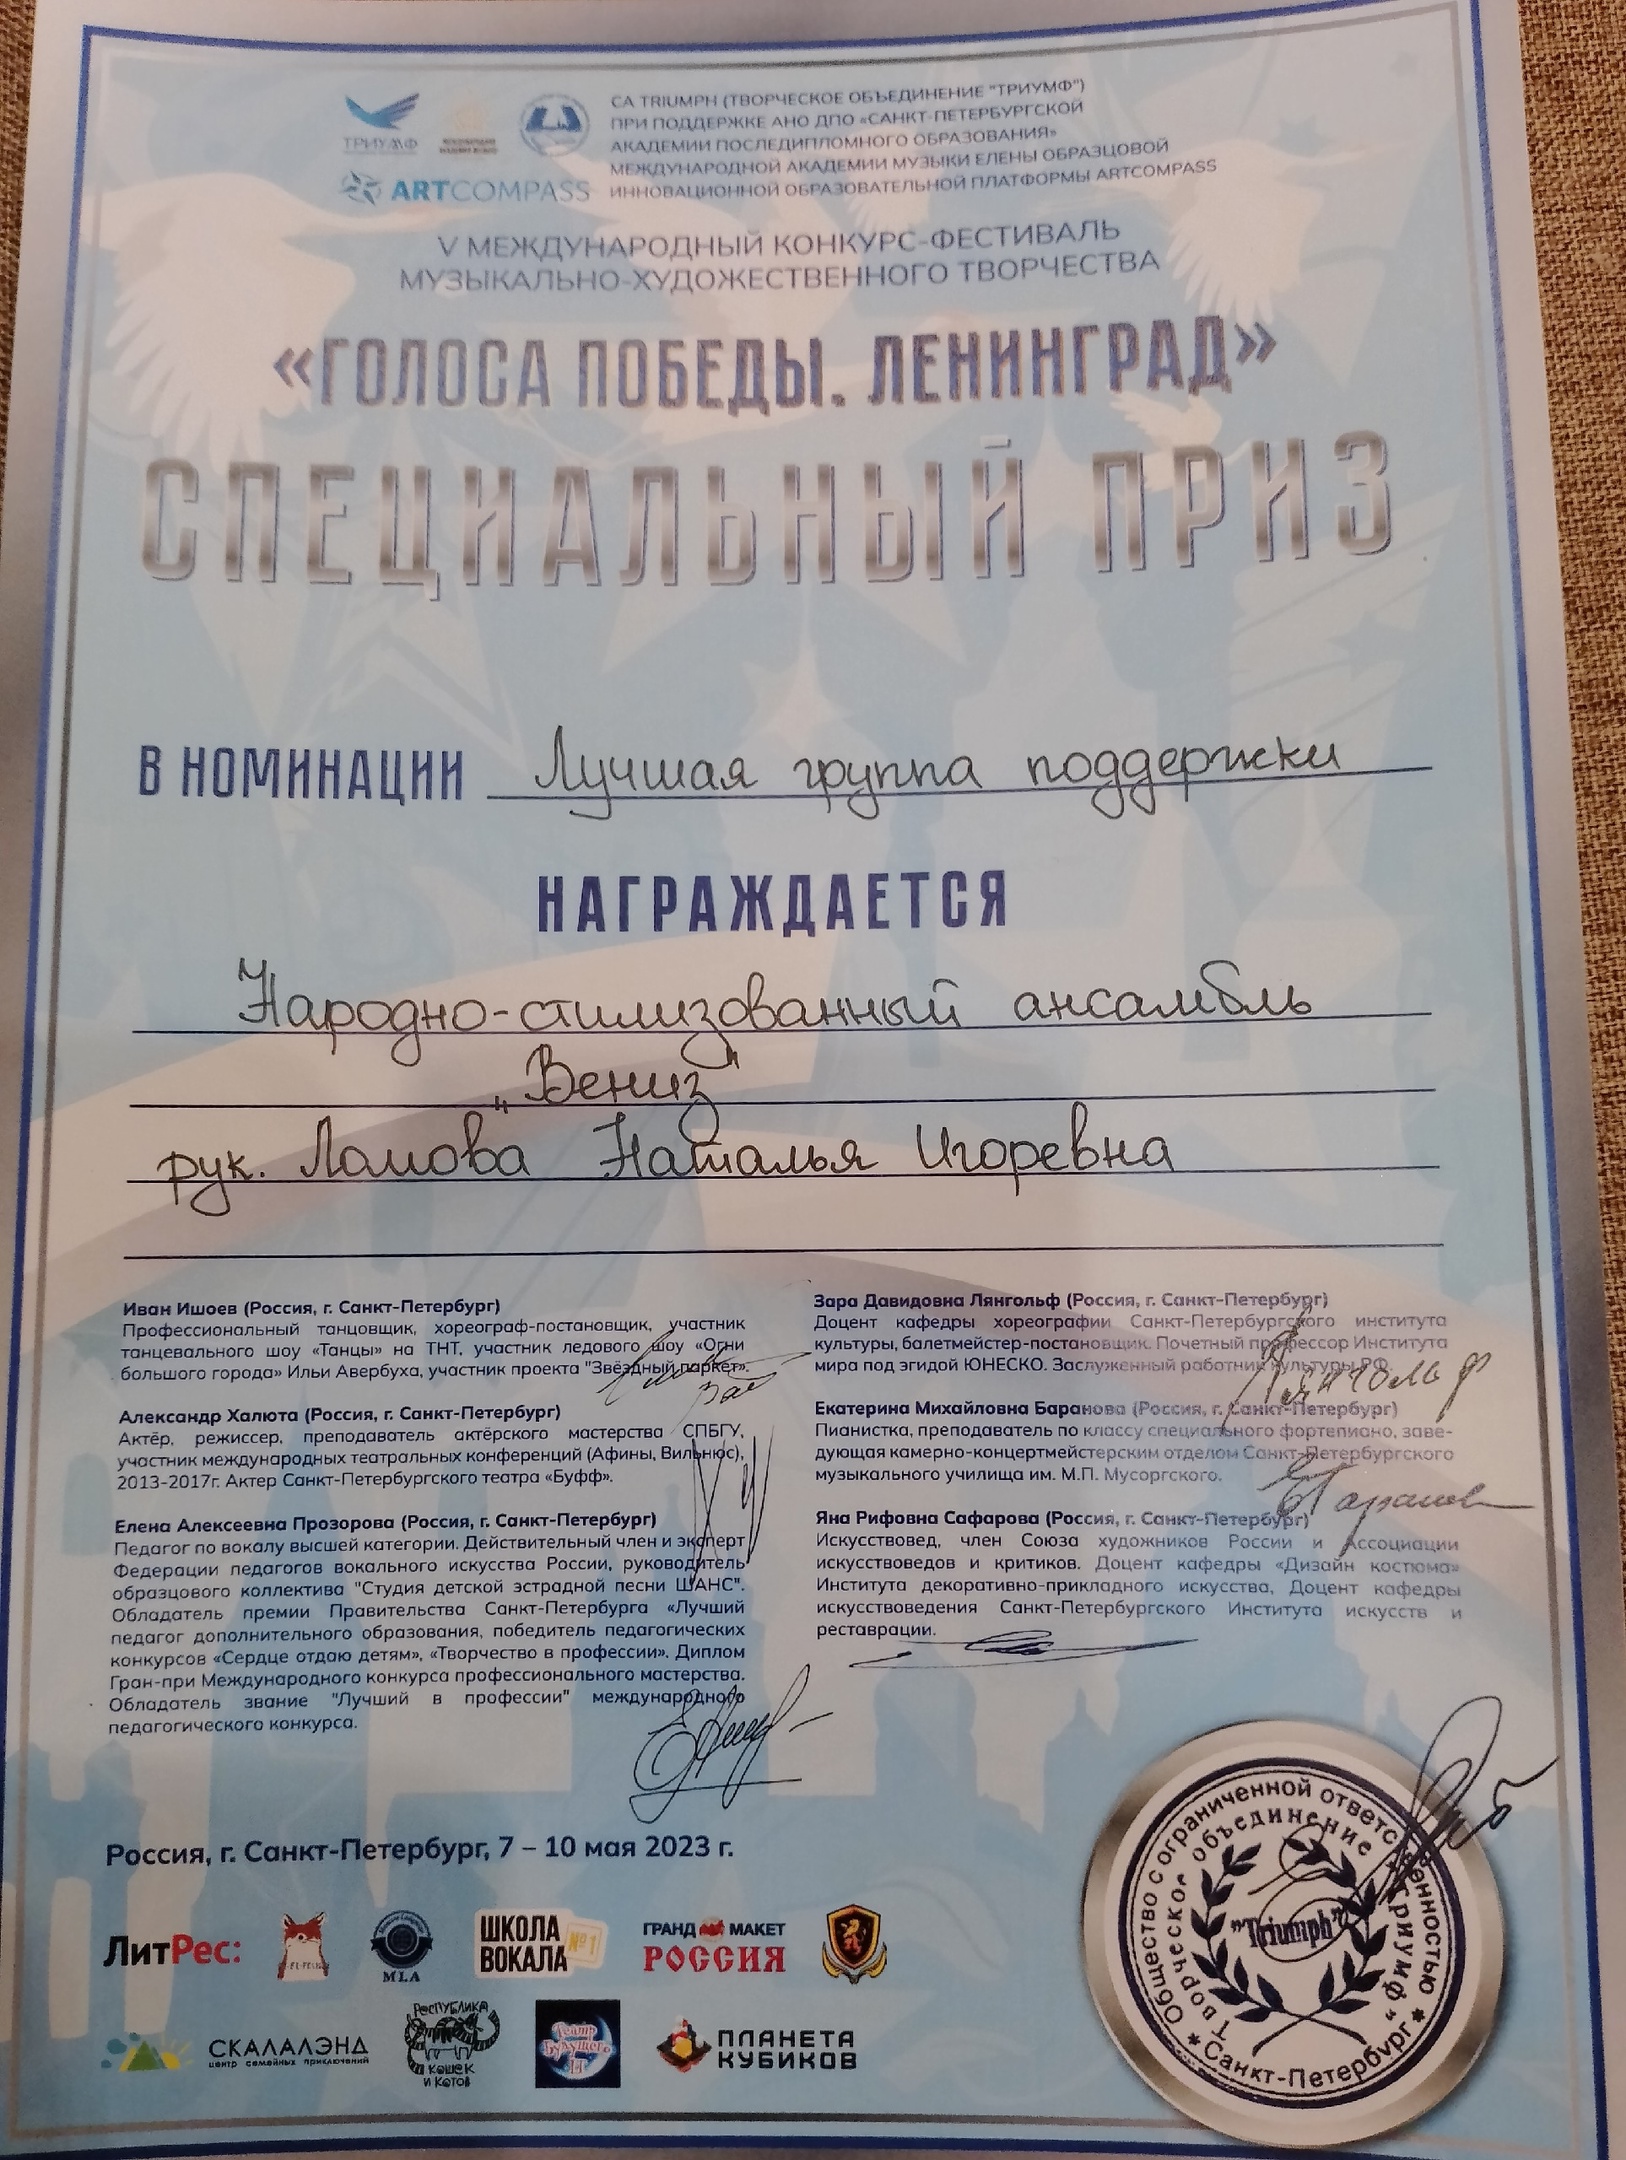 СА TRIUMPH (ТВОРЧЕСКОЕ ОБЪЕДИНЕНИЕ "ТРИУМФ")
ПРИ ПОДДЕРЖКЕ АНО ДПО «САНКТ-ПЕТЕРБУРГСКОЙ
АКАДЕМИИ ПОСЛЕДИПЛОМНОГО ОБРАЗОВАНИЯ»
МЕЖДУНАРОДНОЙ АКАДЕМИИ МУЗЫКИ ЕЛЕНЫ ОБРАЗЦОВОЙ
ИННОВАЦИОННОЙ ОБРАЗОВАТЕЛЬНОЙ ПЛАТФОРМЫ ARTCOMPASS
ТРИУМФ
ARTCOMPASS
V МЕЖДУНАРОДНЫЙ КОНКУРС-ФЕСТИВАЛЬ
МУЗЫКАЛЬНО-ХУДОЖЕСТВЕННОГО ТВОРЧЕСТВА
«ГОЛОСА ПОБЕДЫ. ЛЕНИНГРАД»
СПЕЦИАЛЬНЫЙ ПРИЗ
В НОМИНАЦИИ Лучшая группа поддержки
НАГРАЖДАЕТСЯ
Народно-стилизованный ансамбль
"Вениз"
рук. Ломова Наталья Игоревна
Иван Ишоев (Россия, г. Санкт-Петербург)
Профессиональный танцовщик, хореограф-постановщик, участник
танцевального шоу «Танцы» на ТНТ, участник ледового шоу «Огни
большого города» Ильи Авербуха, участник проекта "Звёздный паркет».
Александр Халюта (Россия, г. Санкт-Петербург)
Актёр, режиссер, преподаватель актёрского мастерства СПБГУ,
участник международных театральных конференций (Афины, Вильнюс),
2013-2017г. Актер Санкт-Петербургского театра «Буфф».
Елена Алексеевна Прозорова (Россия, г. Санкт-Петербург)
Педагог по вокалу высшей категории. Действительный член и эксперт
Федерации педагогов вокального искусства России, руководитель
образцового коллектива "Студия детской эстрадной песни ШАНС".
Обладатель премии Правительства Санкт-Петербурга «Лучший
педагог дополнительного образования, победитель педагогических
конкурсов «Сердце отдаю детям», «Творчество в профессии». Диплом
Гран-при Международного конкурса профессионального мастерства.
Обладатель звание "Лучший в профессии" международного
педагогического конкурса.
Зара Давидовна Лянгольф (Россия, г. Санкт-Петербург)
Доцент кафедры хореографии Санкт-Петербургского института
культуры, балетмейстер-постановщик. Почетный профессор Института
мира под эгидой ЮНЕСКО. Заслуженный работник культуры РФ.
Екатерина Михайловна Баранова (Россия, г. Санкт-Петербург)
Пианистка, преподаватель по классу специального фортепиано, заве-
дующая камерно-концертмейстерским отделом Санкт-Петербургского
музыкального училища им. М.П. Мусоргского.
Яна Рифовна Сафарова (Россия, г. Санкт-Петербург)
Искусствовед, член Союза художников России и Ассоциации
искусствоведов и критиков. Доцент кафедры «Дизайн костюма»
Института декоративно-прикладного искусства, Доцент кафедры
искусствоведения Санкт-Петербургского Института искусств и
реставрации.
Россия, г. Санкт-Петербург, 7 – 10 мая 2023 г.
ЛитРес:
MLA
ШКОЛА
ВОКАЛА №1
ГРАНД МАКЕТ
РОССИЯ
СКАЛАЛЭНД
центр семейных приключений
РЕСПУБЛИКА
КОШЕК
И КОТОВ
Театр
Будущего
ПЛАНЕТА
КУБИКОВ
Общество с ограниченной ответственностью
Творческое объединение "Триумф"
"Triumph"
* Санкт-Петербург *